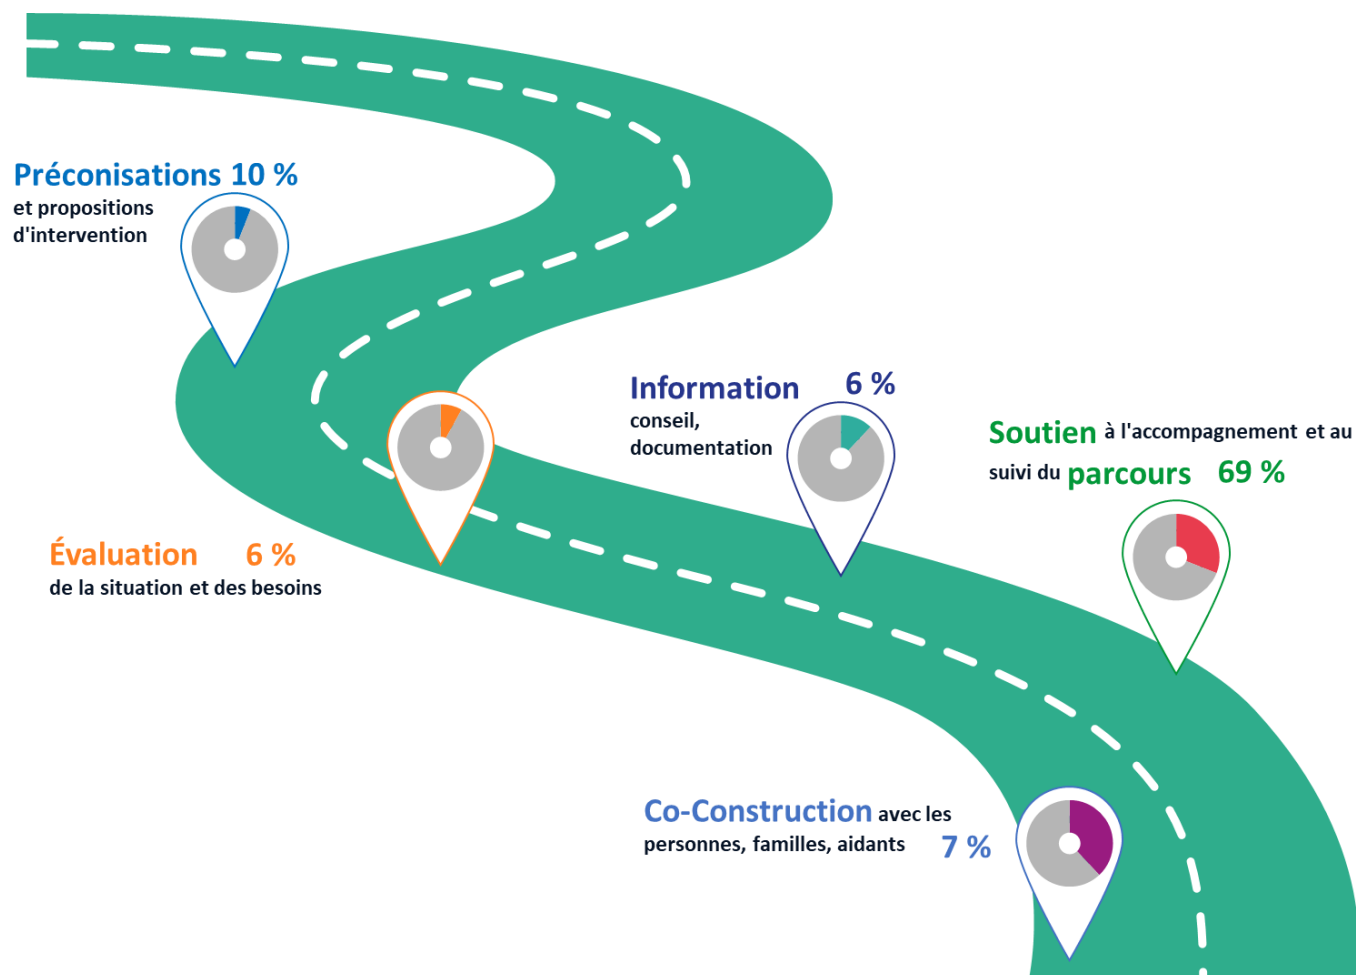 Préconisations 10 %
et propositions
d'intervention
Information 6 %
conseil,
documentation
Soutien à l'accompagnement et au
suivi du parcours 69 %
Évaluation 6 %
de la situation et des besoins
Co-Construction avec les
personnes, familles, aidants 7 %